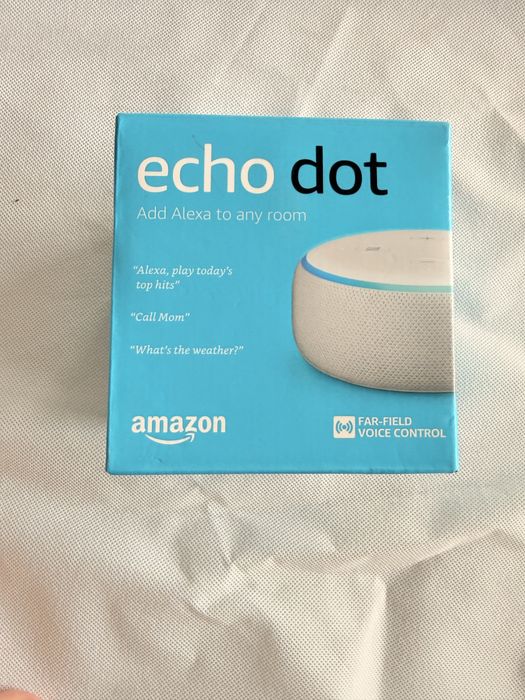 echo dot
Add Alexa to any room
“Alexa, play today's
top hits”
“Call Mom”
“What's the weather?”
amazon
FAR-FIELD
VOICE CONTROL